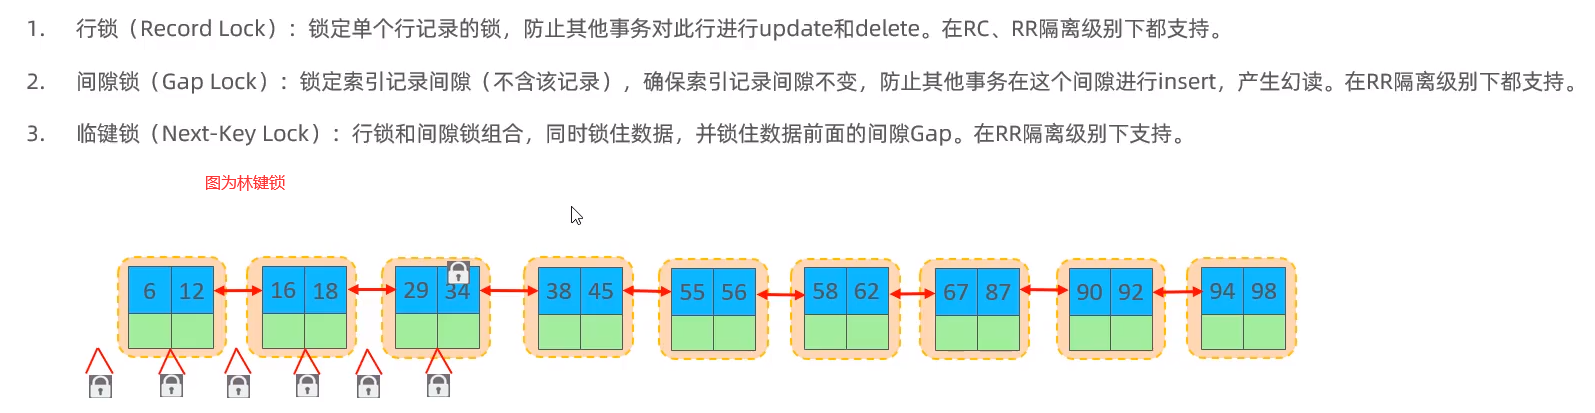 1. 行锁（Record Lock）：锁定单个行记录的锁，防止其他事务对此行进行update和delete。在RC、RR隔离级别下都支持。
2. 间隙锁（Gap Lock）：锁定索引记录间隙（不含该记录），确保索引记录间隙不变，防止其他事务在这个间隙进行insert，产生幻读。在RR隔离级别下都支持。
3. 临键锁（Next-Key Lock）：行锁和间隙锁组合，同时锁住数据，并锁住数据前面的间隙Gap。在RR隔离级别下支持。
图为林键锁
6 12 16 18 29 34 38 45 55 56 58 62 67 87 90 92 94 98